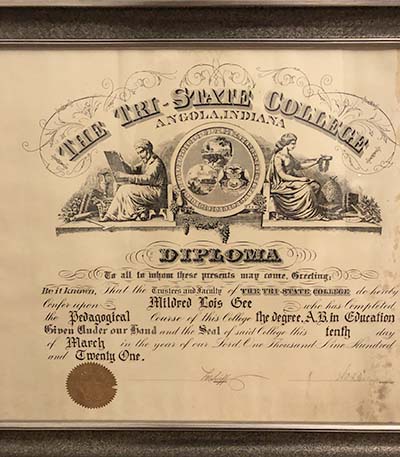 THE TRI-STATE COLLEGE
ANGOLA, INDIANA
DIPLOMA
To all to whom these presents may come, Greeting;
Be it known, That the Trustees and Faculty of THE TRI-STATE COLLEGE do hereby
Confer upon Mildred Lois Gee who has Completed
the Pedagogical Course of this College the degree, A.B. in Education
Given Under our Hand and the Seal of said College this tenth day
of March in the year of our Lord One Thousand Nine Hundred
and Twenty One.